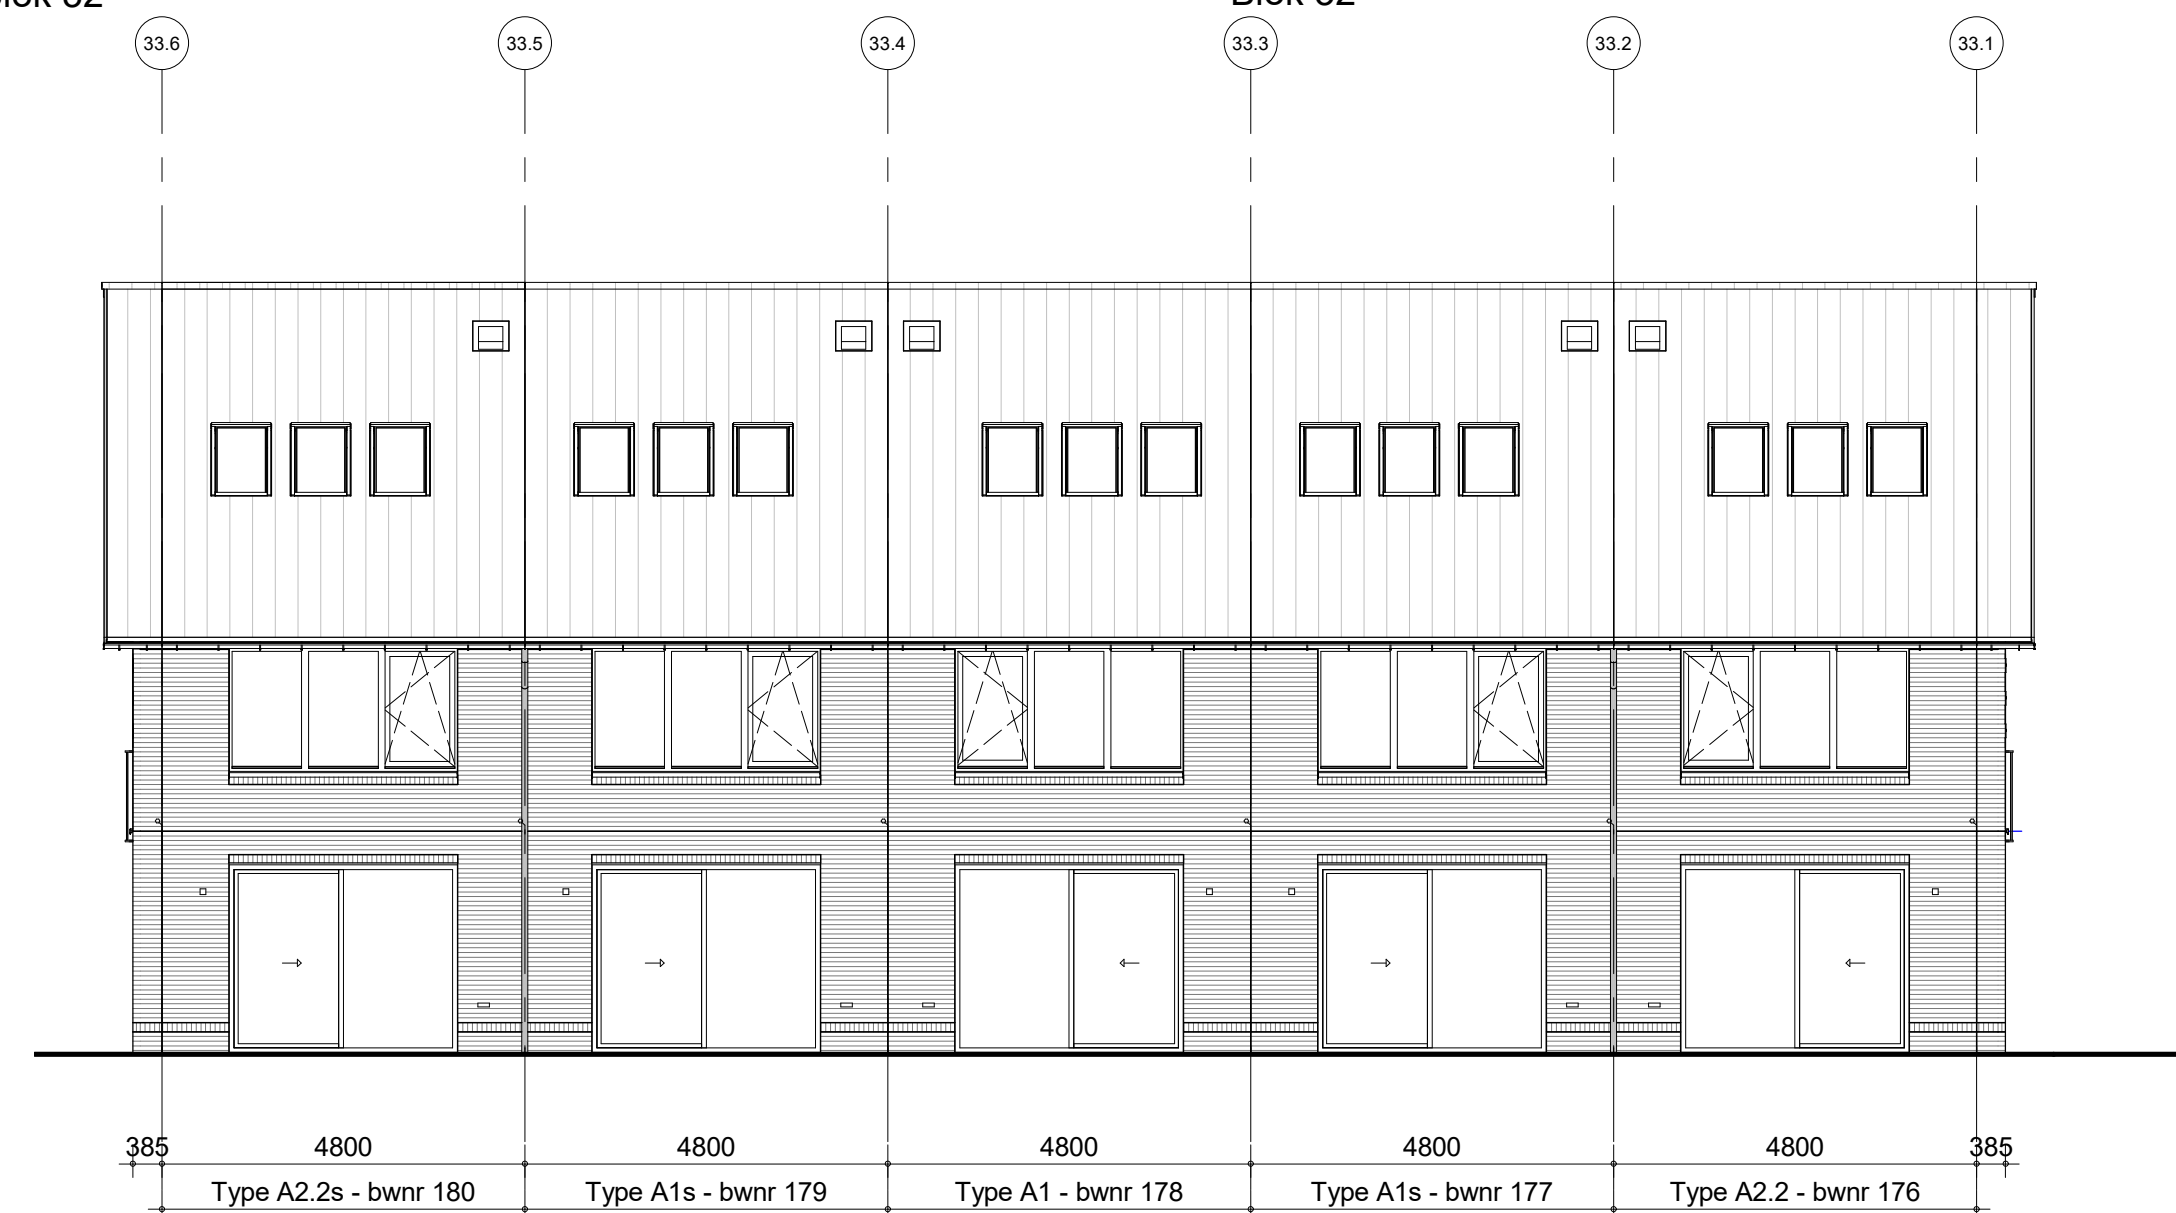 33.6 33.5 33.4 33.3 33.2 33.1
385 4800 4800 4800 4800 4800 385
Type A2.2s - bwnr 180 Type A1s - bwnr 179 Type A1 - bwnr 178 Type A1s - bwnr 177 Type A2.2 - bwnr 176